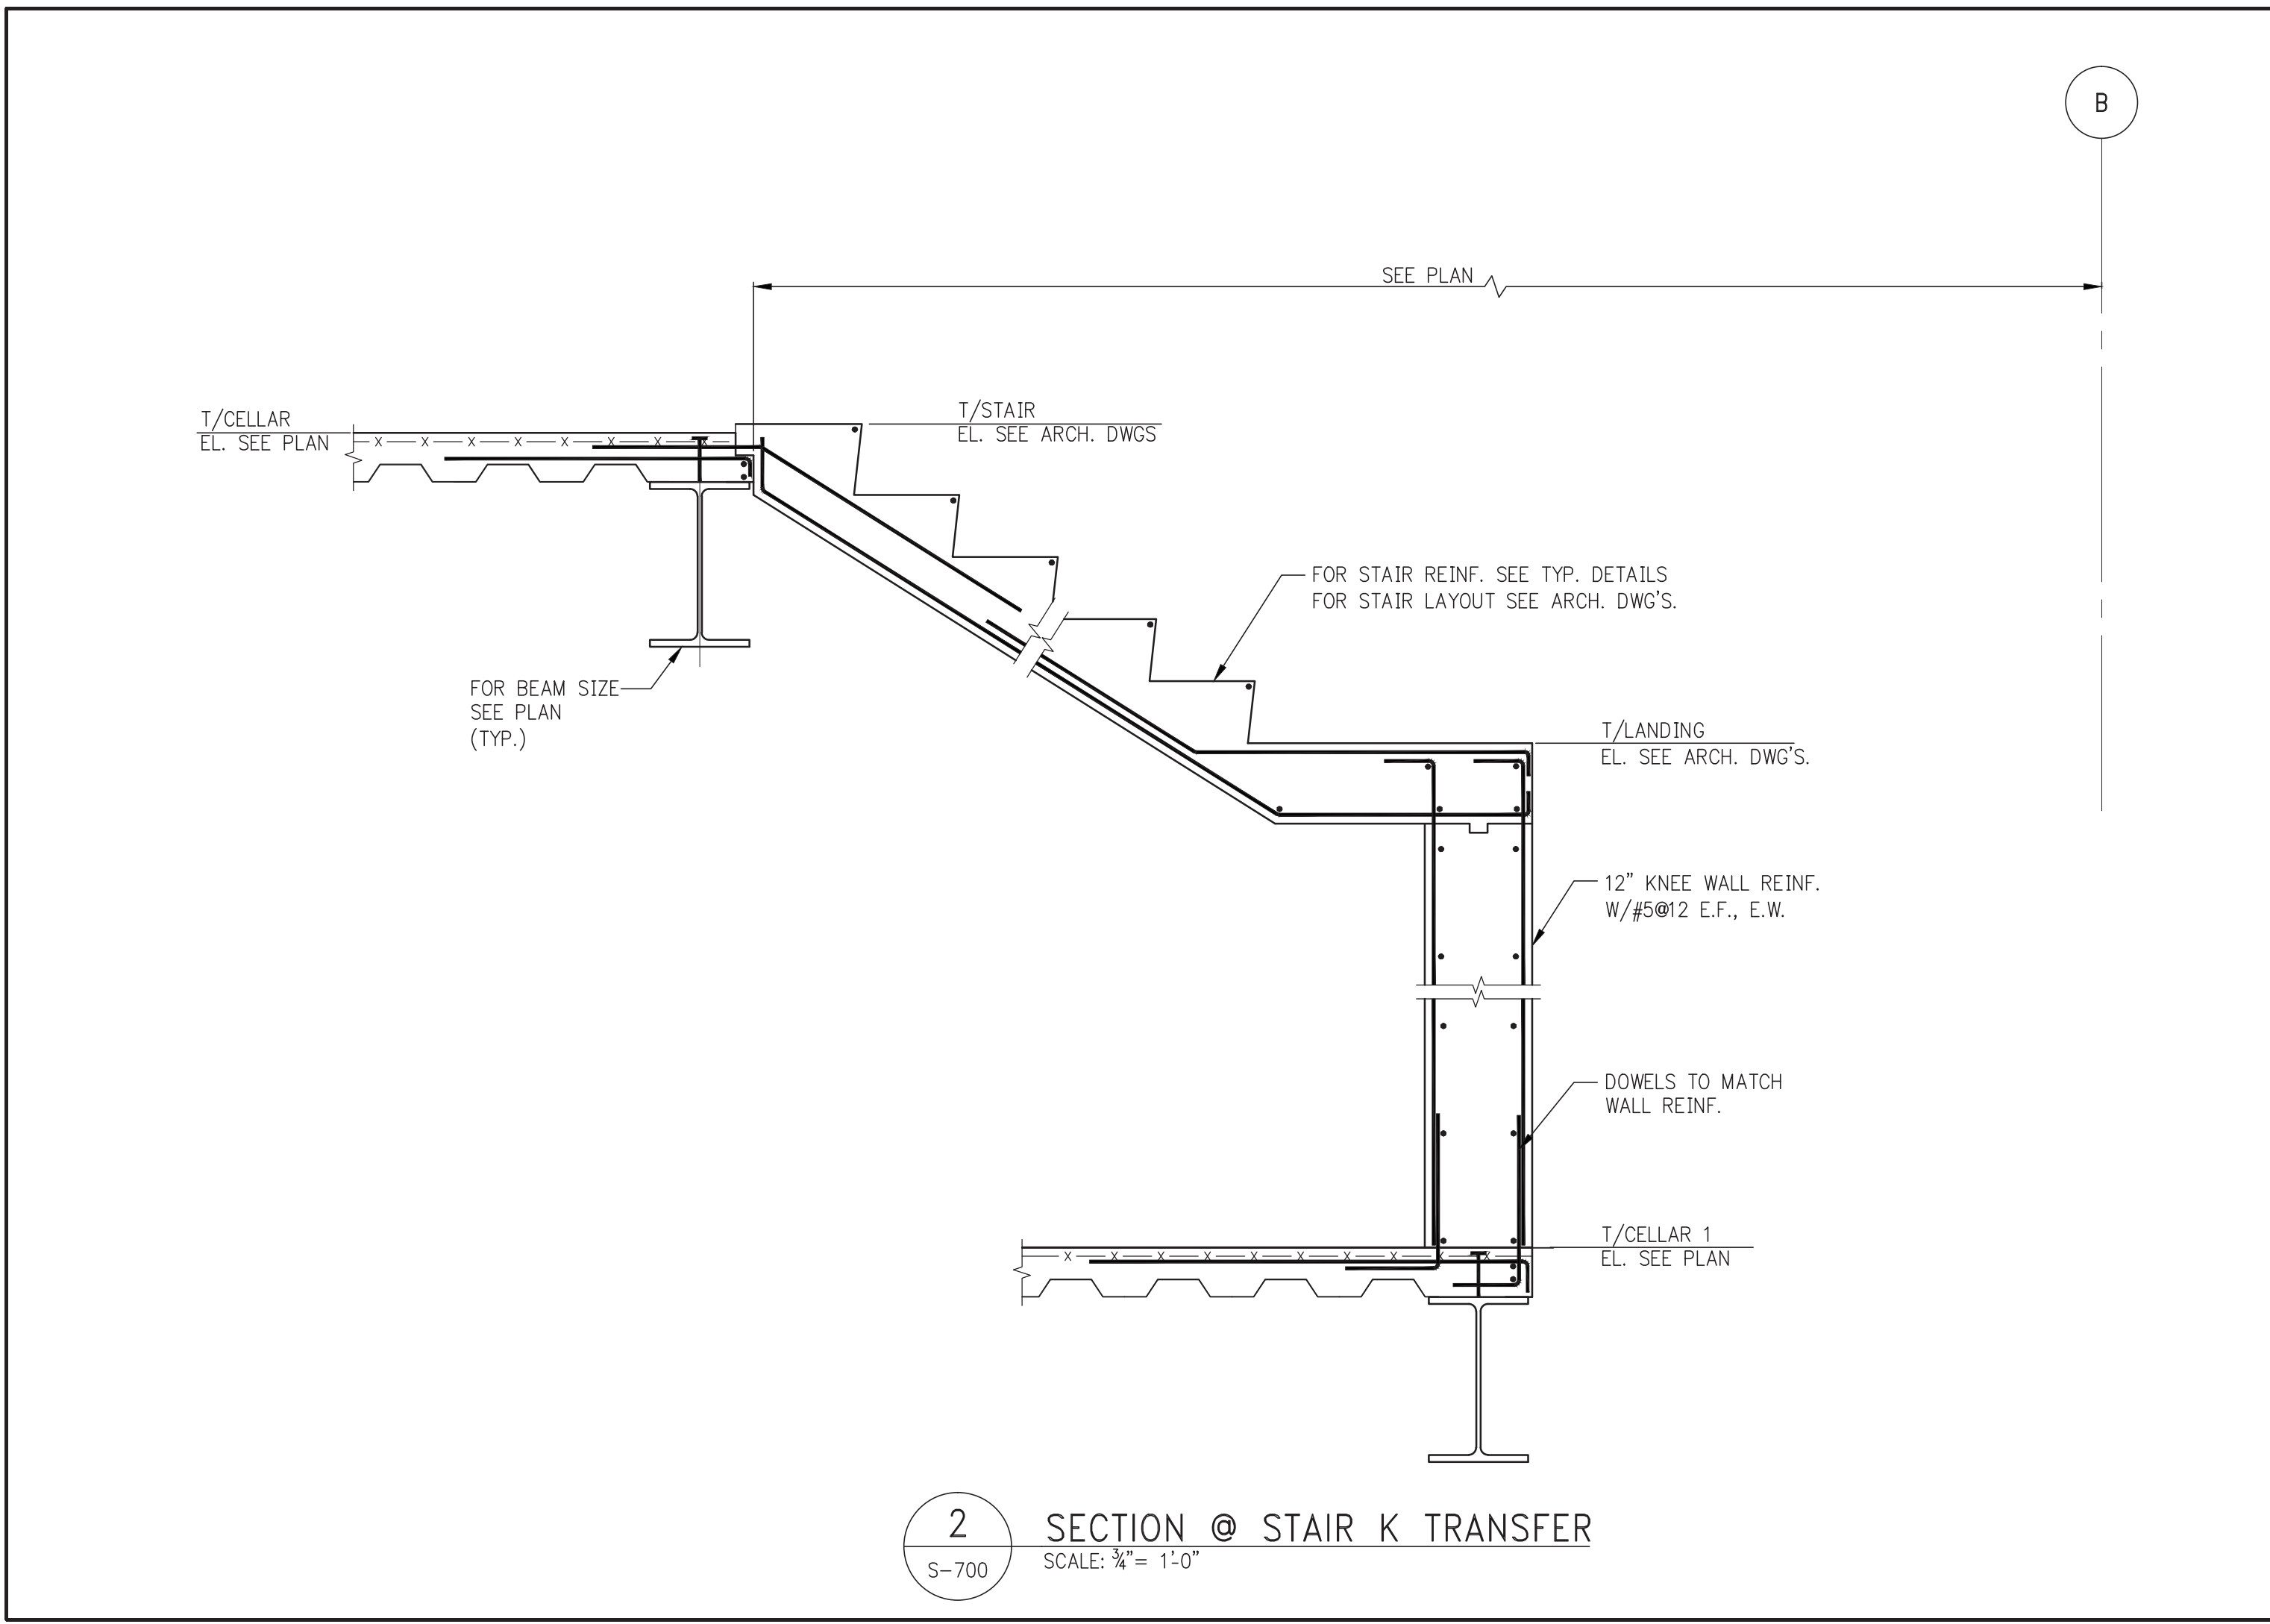 B
SEE PLAN
T/CELLAR
EL. SEE PLAN
T/STAIR
EL. SEE ARCH. DWGS
FOR STAIR REINF. SEE TYP. DETAILS
FOR STAIR LAYOUT SEE ARCH. DWG'S.
FOR BEAM SIZE
SEE PLAN
(TYP.)
T/LANDING
EL. SEE ARCH. DWG'S.
12" KNEE WALL REINF.
W/#5@12 E.F., E.W.
DOWELS TO MATCH
WALL REINF.
T/CELLAR 1
EL. SEE PLAN
2
S-700
SECTION @ STAIR K TRANSFER
SCALE: ¾"= 1'-0"